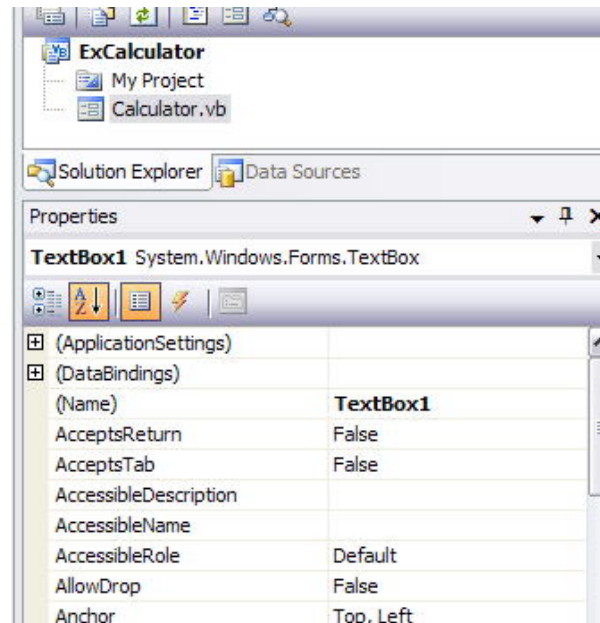 ExCalculator
My Project
Calculator.vb
Solution Explorer Data Sources
Properties
TextBox1 System.Windows.Forms.TextBox
(ApplicationSettings)
(DataBindings)
(Name) TextBox1
AcceptsReturn False
AcceptsTab False
AccessibleDescription
AccessibleName
AccessibleRole Default
AllowDrop False
Anchor Top, Left